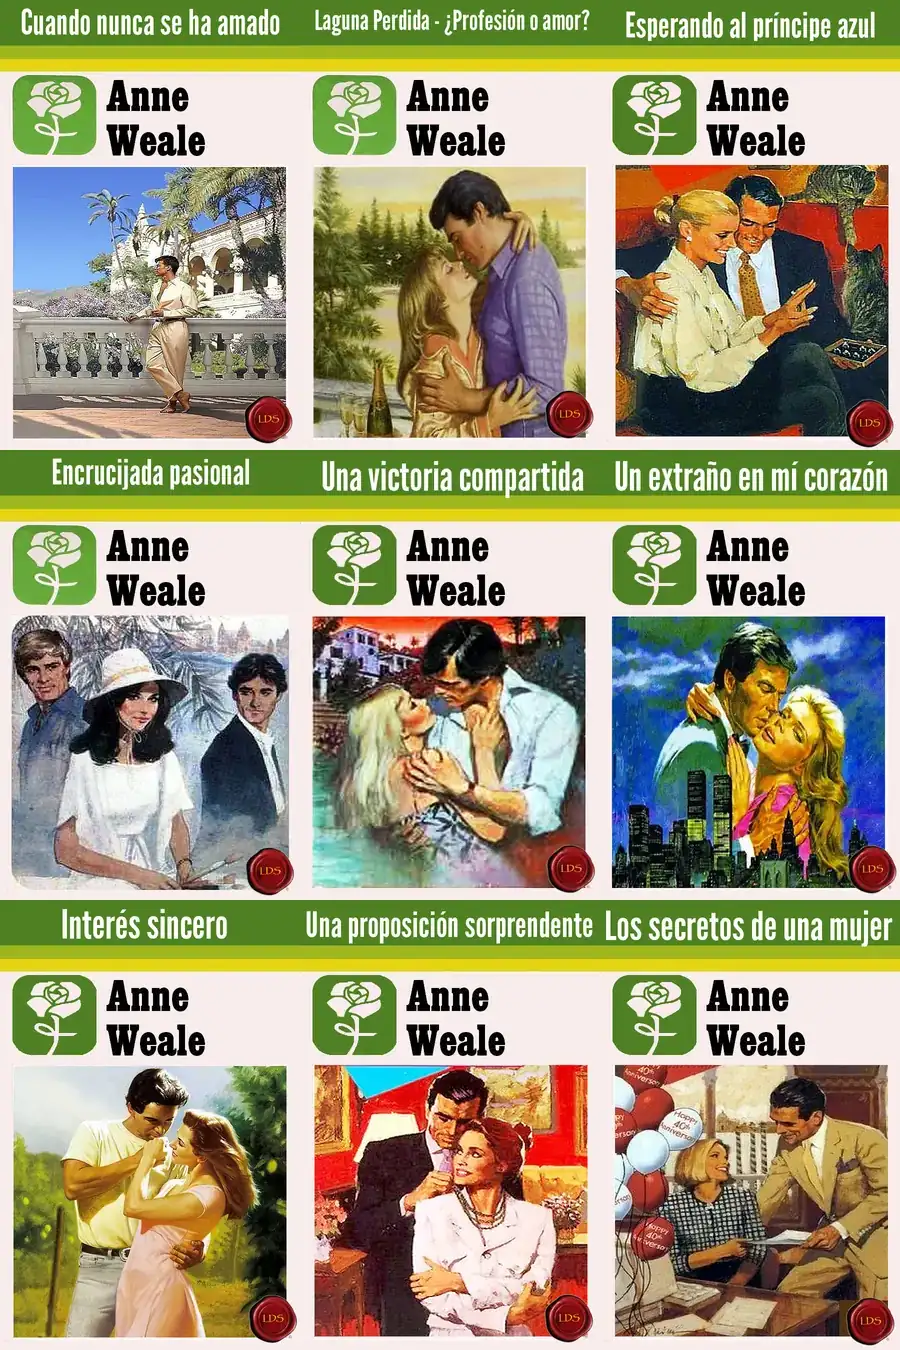 Cuando nunca se ha amado
Anne
Weale
LDS
Laguna Perdida - ¿Profesión o amor?
Anne
Weale
LDS
Esperando al príncipe azul
Anne
Weale
LDS
Encrucijada pasional
Anne
Weale
LDS
Una victoria compartida
Anne
Weale
LDS
Un extraño en mí corazón
Anne
Weale
LDS
Interés sincero
Anne
Weale
LDS
Una proposición sorprendente
Anne
Weale
LDS
Los secretos de una mujer
Anne
Weale
40th
Happy
40th
Happy
40th
LDS